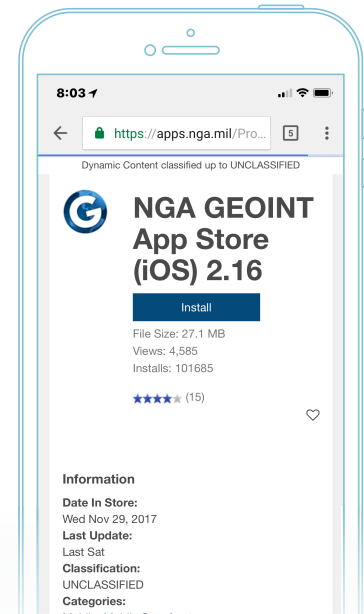 8:03
https://apps.nga.mil/Pro... 5
Dynamic Content classified up to UNCLASSIFIED
G
NGA GEOINT
App Store
(iOS) 2.16
Install
File Size: 27.1 MB
Views: 4,585
Installs: 101685
(15)
Information
Date In Store:
Wed Nov 29, 2017
Last Update:
Last Sat
Classification:
UNCLASSIFIED
Categories: